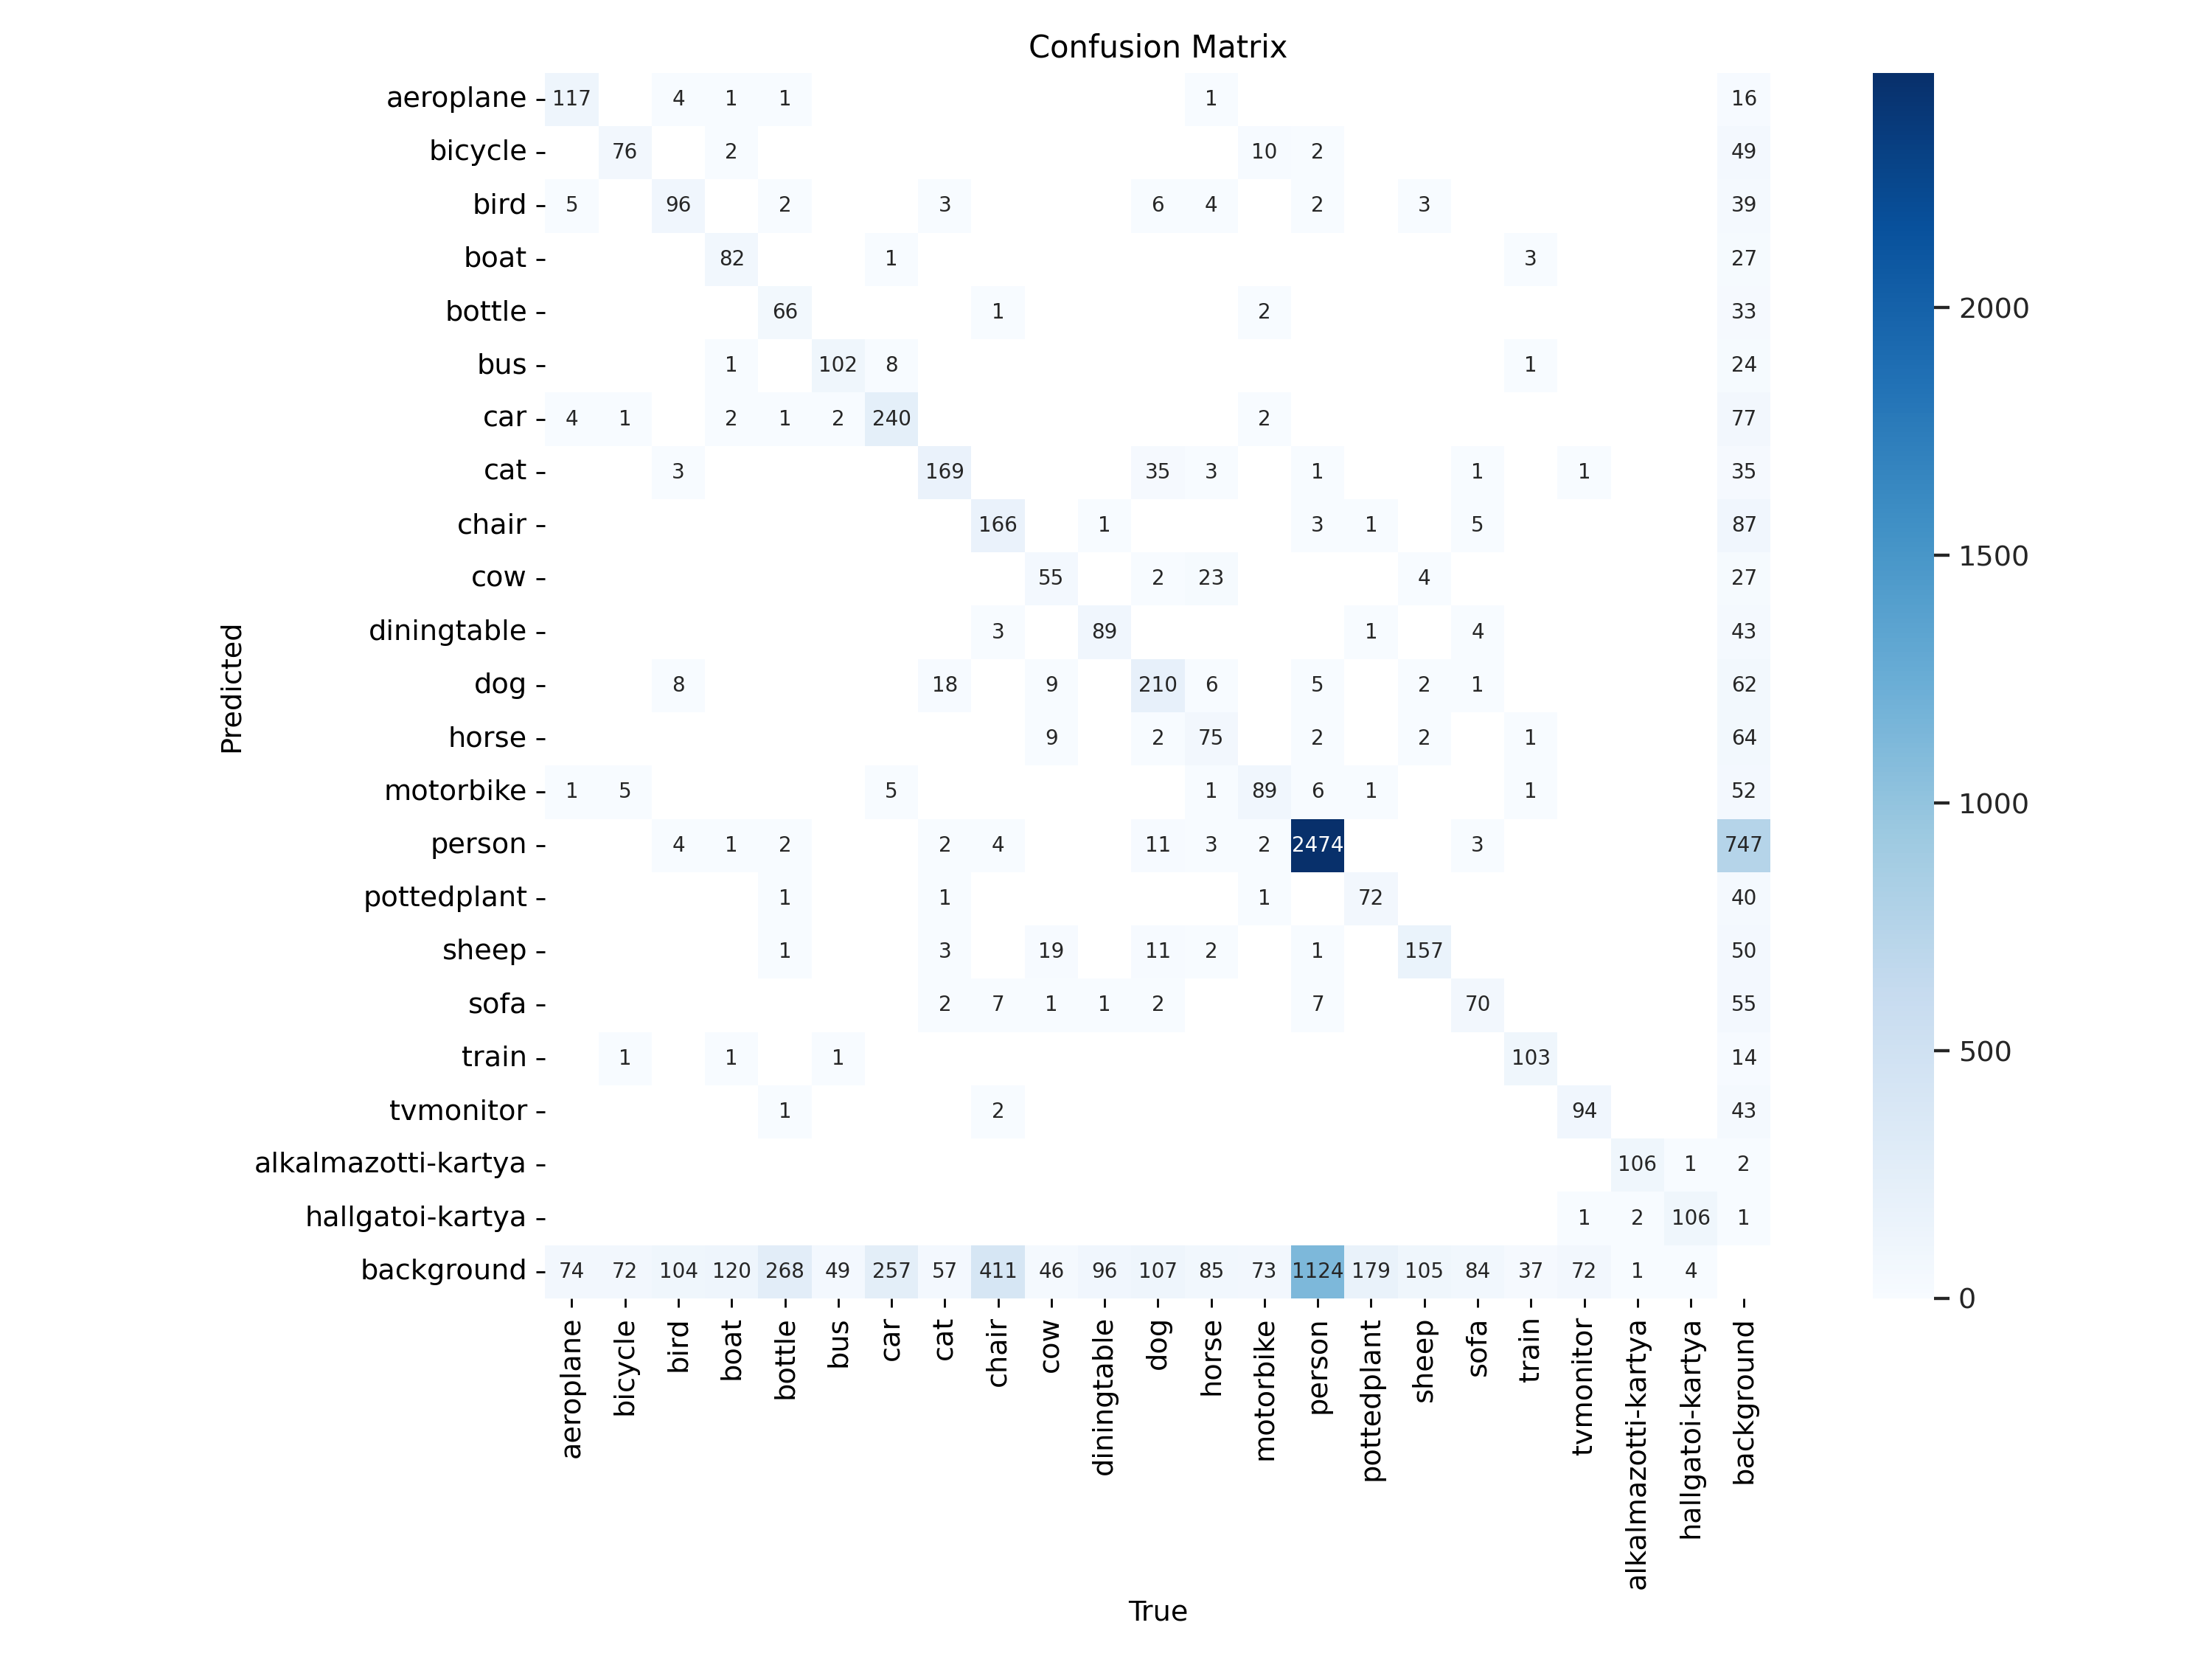 Confusion Matrix
aeroplane 117 4 1 1 1 16
bicycle 76 2 10 2 49
bird 5 96 2 3 6 4 2 3 39
boat 82 1 3 27
bottle 66 1 2 33
bus 1 102 8 1 24
car 4 1 2 1 2 240 2 77
cat 3 169 35 3 1 1 1 35
chair 166 1 3 1 5 87
cow 55 2 23 4 27
diningtable 3 89 1 4 43
dog 8 18 9 210 6 5 2 1 62
horse 9 2 75 2 2 1 64
motorbike 1 5 5 1 89 6 1 1 52
person 4 1 2 2 4 11 3 2 2474 3 747
pottedplant 1 1 1 72 40
sheep 1 3 19 11 2 1 157 50
sofa 2 7 1 1 2 7 70 55
train 1 1 1 103 14
tvmonitor 1 2 94 43
alkalmazotti-kartya 106 1 2
hallgatoi-kartya 1 2 106 1
background 74 72 104 120 268 49 257 57 411 46 96 107 85 73 1124 179 105 84 37 72 1 4
Predicted
aeroplane
bicycle
bird
boat
bottle
bus
car
cat
chair
cow
diningtable
dog
horse
motorbike
person
pottedplant
sheep
sofa
train
tvmonitor
alkalmazotti-kartya
hallgatoi-kartya
background
True
2000
1500
1000
500
0